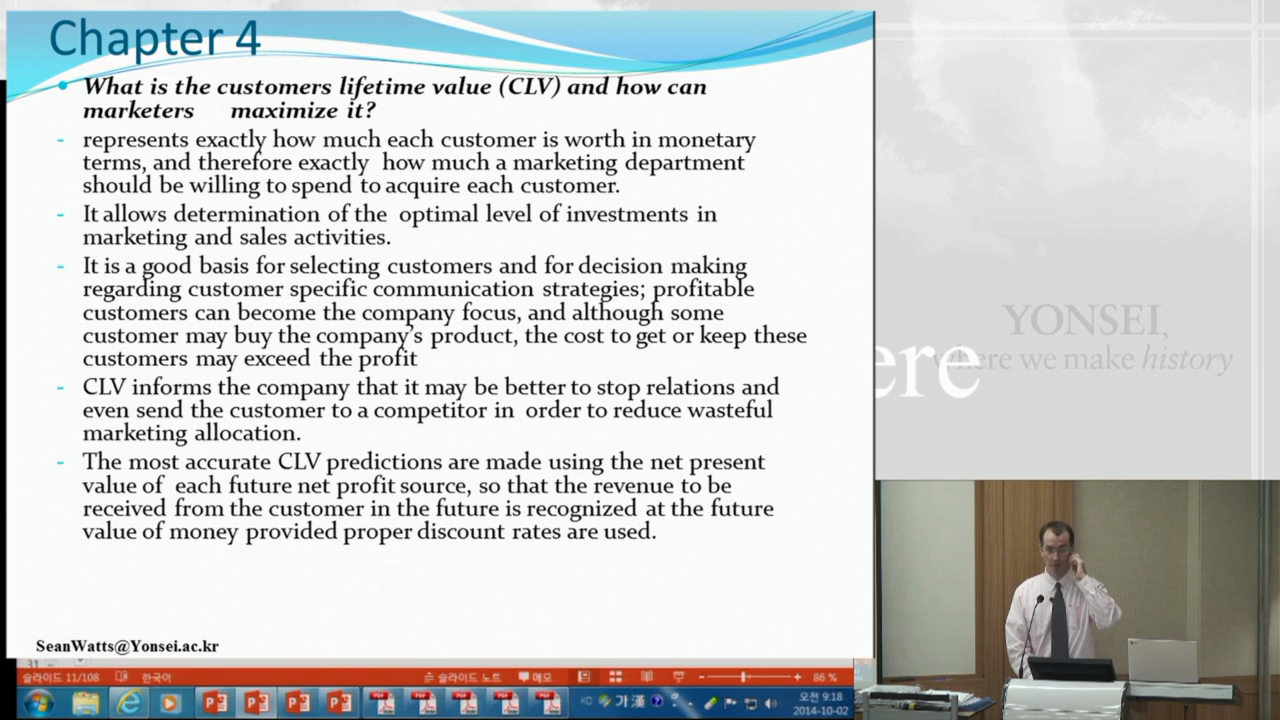 Chapter 4
What is the customers lifetime value (CLV) and how can
marketers maximize it?
- represents exactly how much each customer is worth in monetary
terms, and therefore exactly how much a marketing department
should be willing to spend to acquire each customer.
- It allows determination of the optimal level of investments in
marketing and sales activities.
- It is a good basis for selecting customers and for decision making
regarding customer specific communication strategies; profitable
customers can become the company focus, and although some
customer may buy the company's product, the cost to get or keep these
customers may exceed the profit
- CLV informs the company that it may be better to stop relations and
even send the customer to a competitor in order to reduce wasteful
marketing allocation.
- The most accurate CLV predictions are made using the net present
value of each future net profit source, so that the revenue to be
received from the customer in the future is recognized at the future
value of money provided proper discount rates are used.
SeanWatts@Yonsei.ac.kr
YONSEI,
where we make history
ere
31
슬라이드 11/108 한국어 슬라이드 노트 메모 86 %
가 漢
오전 9:18
2014-10-02